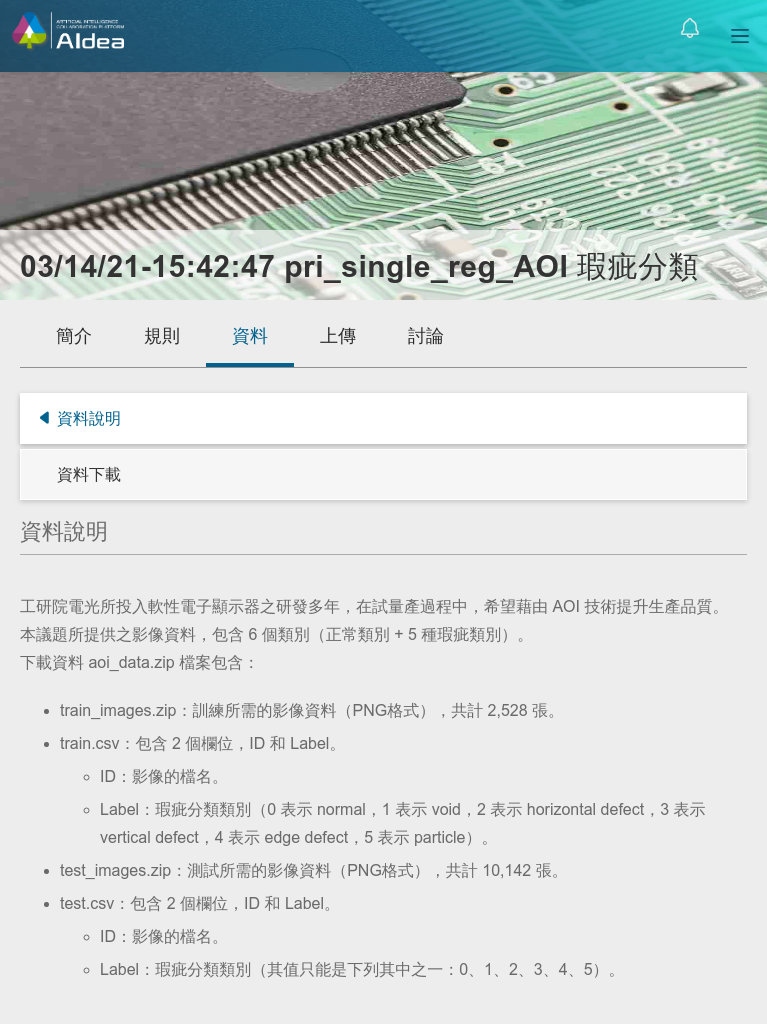 ARTIFICIAL INTELLIGENCE
COLLABORATION PLATFORM
AIdea
03/14/21-15:42:47 pri_single_reg_AOI 瑕疵分類
簡介
規則
資料
上傳
討論
資料說明
資料下載
資料說明
工研院電光所投入軟性電子顯示器之研發多年，在試量產過程中，希望藉由 AOI 技術提升生產品質。
本議題所提供之影像資料，包含 6 個類別（正常類別 + 5 種瑕疵類別）。
下載資料 aoi_data.zip 檔案包含：
train_images.zip：訓練所需的影像資料（PNG格式），共計 2,528 張。
train.csv：包含 2 個欄位，ID 和 Label。
ID：影像的檔名。
Label：瑕疵分類類別（0 表示 normal，1 表示 void，2 表示 horizontal defect，3 表示
vertical defect，4 表示 edge defect，5 表示 particle）。
test_images.zip：測試所需的影像資料（PNG格式），共計 10,142 張。
test.csv：包含 2 個欄位，ID 和 Label。
ID：影像的檔名。
Label：瑕疵分類類別（其值只能是下列其中之一：0、1、2、3、4、5）。